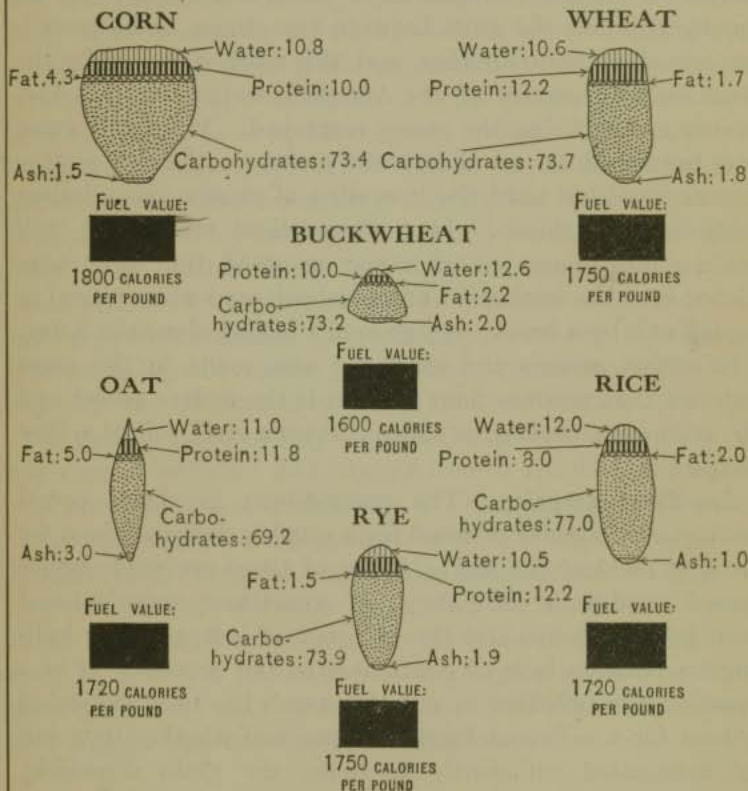 CORN
Water:10.8
Fat:4.3
Protein:10.0
Carbohydrates:73.4
Ash:1.5
FUEL VALUE:
1800 CALORIES
PER POUND
WHEAT
Water:10.6
Protein:12.2
Fat:1.7
Carbohydrates:73.7
Ash:1.8
FUEL VALUE:
1750 CALORIES
PER POUND
BUCKWHEAT
Protein:10.0
Water:12.6
Fat:2.2
Carbo-
hydrates:73.2
Ash:2.0
FUEL VALUE:
1600 CALORIES
PER POUND
OAT
Water:11.0
Fat:5.0
Protein:11.8
Carbo-
hydrates:69.2
Ash:3.0
FUEL VALUE:
1720 CALORIES
PER POUND
RYE
Water:10.5
Fat:1.5
Protein:12.2
Carbo-
hydrates:73.9
Ash:1.9
FUEL VALUE:
1750 CALORIES
PER POUND
RICE
Water:12.0
Protein:8.0
Fat:2.0
Carbo-
hydrates:77.0
Ash:1.0
FUEL VALUE:
1720 CALORIES
PER POUND